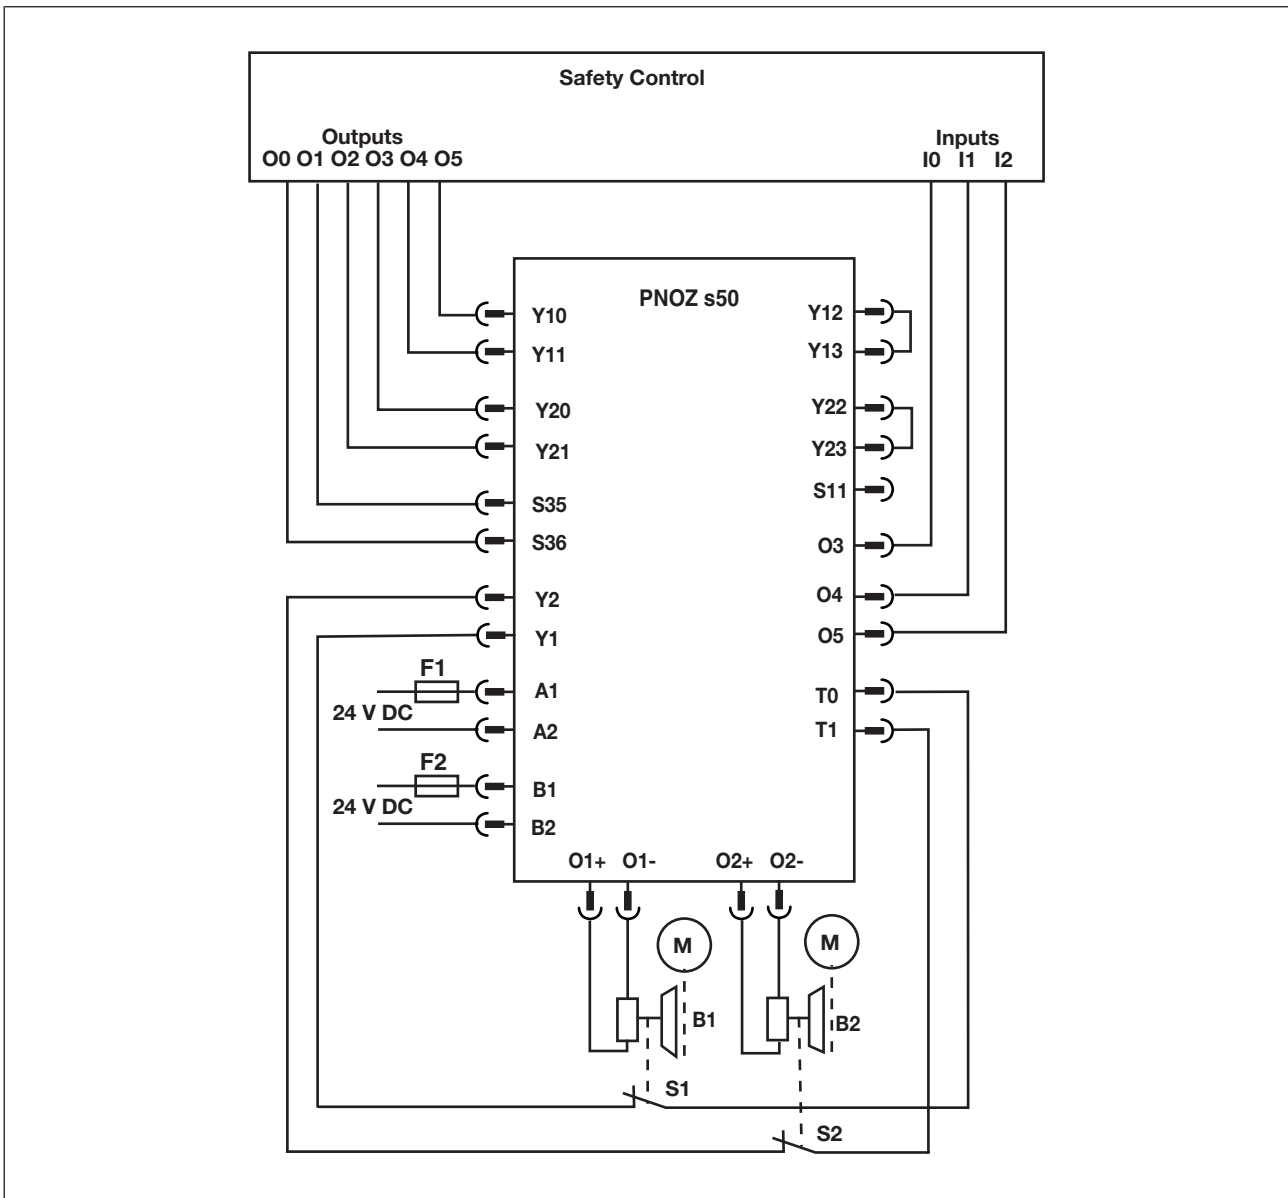 Safety Control
Outputs Inputs
O0 O1 O2 O3 O4 O5 I0 I1 I2
PNOZ s50
Y10 Y12
Y11 Y13
Y20 Y22
Y21 Y23
S35 S11
S36 O3
Y2 O4
Y1 O5
F1
A1 T0
24 V DC
A2 T1
F2
B1
24 V DC
B2
O1+ O1- O2+ O2-
M M
B1 B2
S1
S2